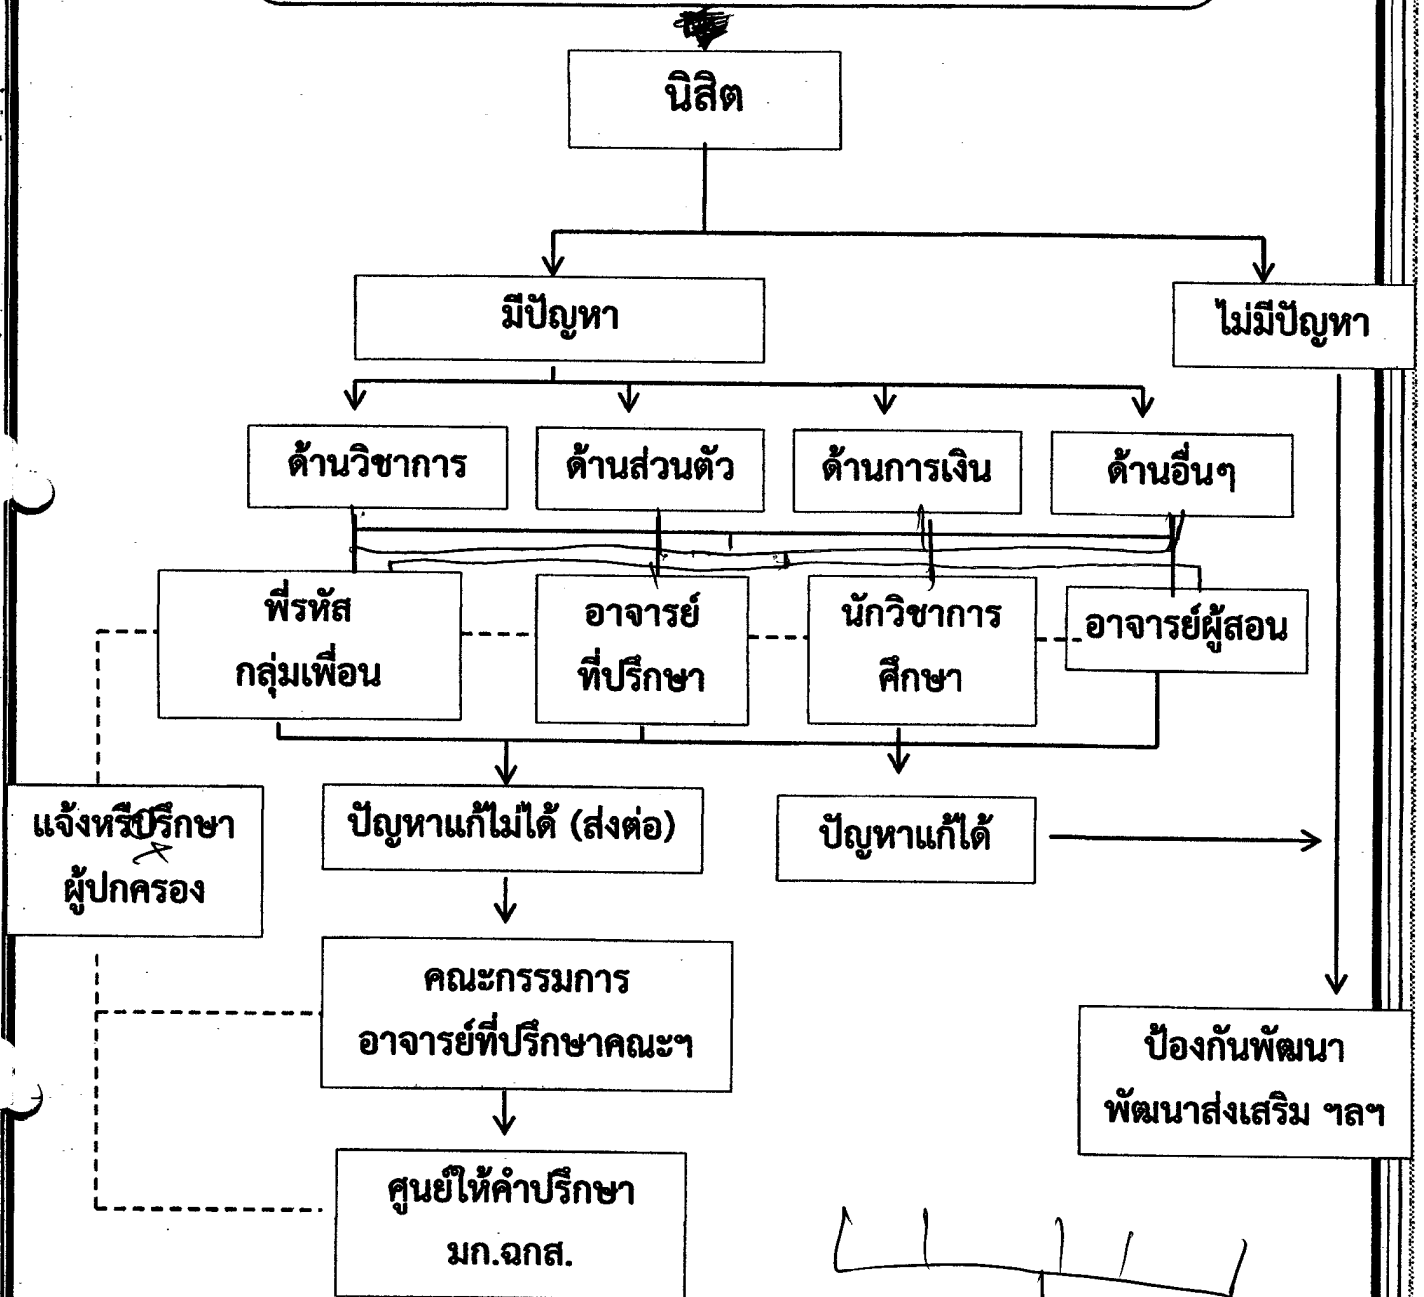 นิสิต
มีปัญหา
ไม่มีปัญหา
ด้านวิชาการ
ด้านส่วนตัว
ด้านการเงิน
ด้านอื่นๆ
พี่รหัส
กลุ่มเพื่อน
อาจารย์
ที่ปรึกษา
นักวิชาการ
ศึกษา
อาจารย์ผู้สอน
แจ้งหรือปรึกษา
ผู้ปกครอง
ปัญหาแก้ไม่ได้ (ส่งต่อ)
ปัญหาแก้ได้
คณะกรรมการ
อาจารย์ที่ปรึกษาคณะฯ
ป้องกันพัฒนา
พัฒนาส่งเสริม ฯลฯ
ศูนย์ให้คำปรึกษา
มก.ฉกส.